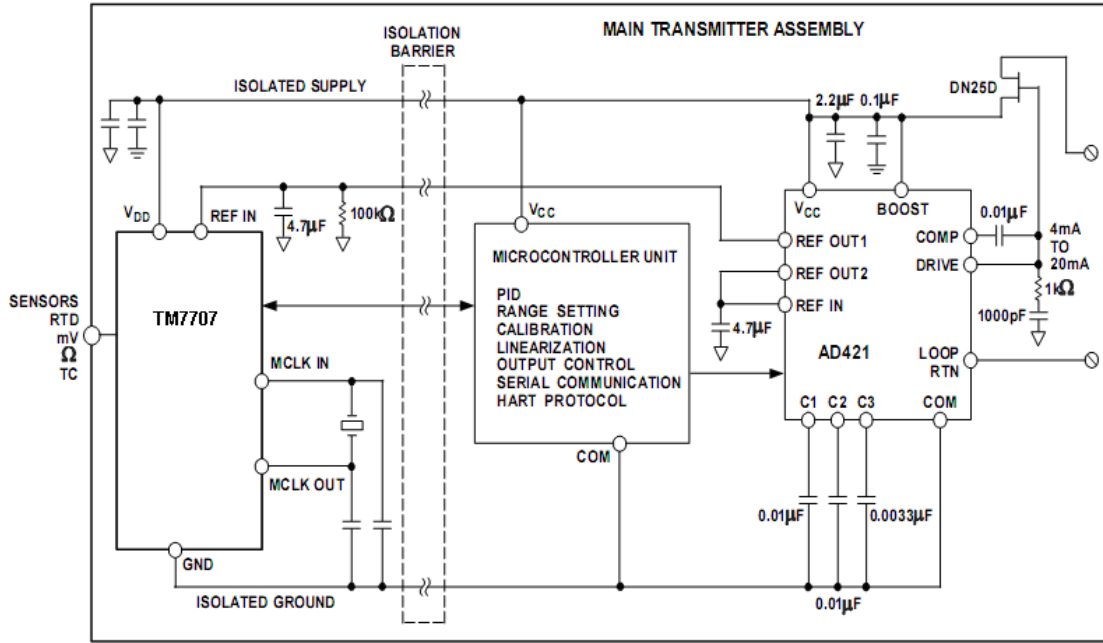 ISOLATION
BARRIER
MAIN TRANSMITTER ASSEMBLY
ISOLATED SUPPLY
DN25D
2.2µF
0.1µF
VDD
REF IN
4.7µF
100kΩ
VCC
VCC
BOOST
0.01µF
4mA
TO
20mA
REF OUT1
COMP
MICROCONTROLLER UNIT
REF OUT2
DRIVE
1kΩ
PID
RANGE SETTING
CALIBRATION
LINEARIZATION
OUTPUT CONTROL
SERIAL COMMUNICATION
HART PROTOCOL
REF IN
1000pF
SENSORS
RTD
mV
Ω
TC
TM7707
4.7µF
AD421
MCLK IN
LOOP
RTN
C1
C2
C3
COM
COM
MCLK OUT
0.01µF
0.0033µF
GND
ISOLATED GROUND
0.01µF